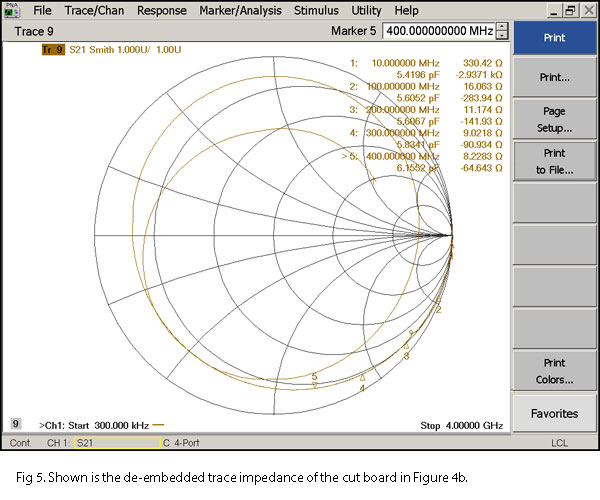 PNA
File Trace/Chan Response Marker/Analysis Stimulus Utility Help
Trace 9 Marker 5 400.000000000 MHz
Tr 9 S21 Smith 1.000U/ 1.00U
1: 10.000000 MHz 330.42 Ω
5.4196 pF -2.9371 kΩ
2: 100.000000 MHz 16.063 Ω
5.6052 pF -283.94 Ω
3: 200.000000 MHz 11.174 Ω
5.6067 pF -141.93 Ω
4: 300.000000 MHz 9.0218 Ω
5.8341 pF -90.934 Ω
> 5: 400.000000 MHz 8.2283 Ω
6.1552 pF -64.643 Ω
2
3
4
5
9 >Ch1: Start 300.000 kHz Stop 4.00000 GHz
Cont. CH 1: S21 C 4-Port LCL
Print
Print...
Page
Setup...
Print
to File...
Print
Colors...
Favorites
Fig 5. Shown is the de-embedded trace impedance of the cut board in Figure 4b.